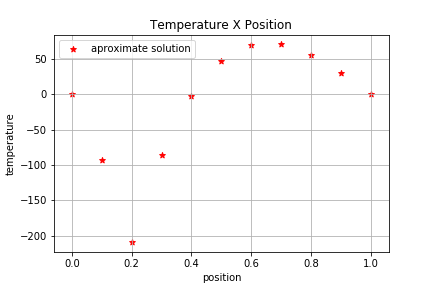 Temperature X Position
aproximate solution
50
0
−50
−100
−150
−200
temperature
0.0 0.2 0.4 0.6 0.8 1.0
position